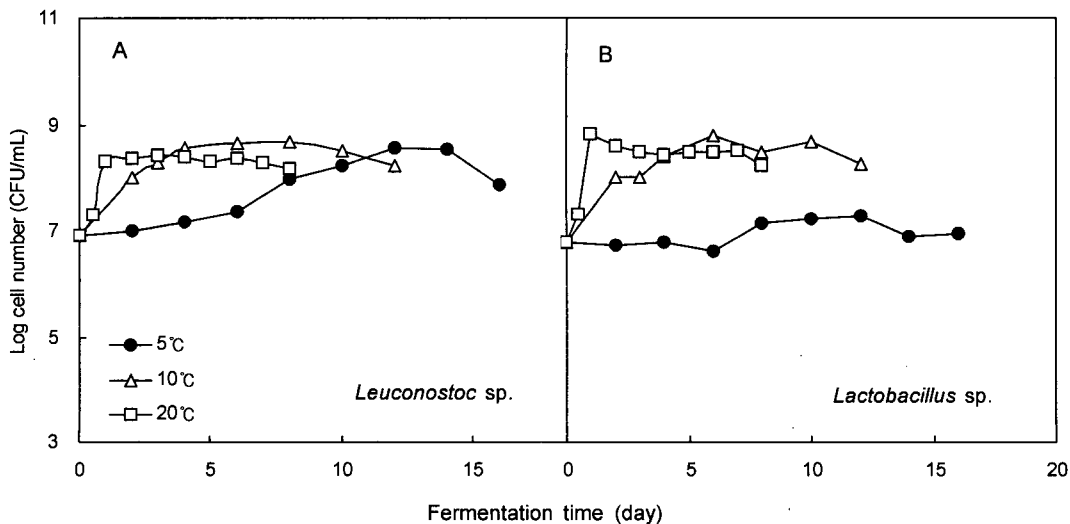 11
9
7
5
3
Log cell number (CFU/mL)
A
5℃
10℃
20℃
Leuconostoc sp.
0
5
10
15
B
Lactobacillus sp.
0
5
10
15
20
Fermentation time (day)